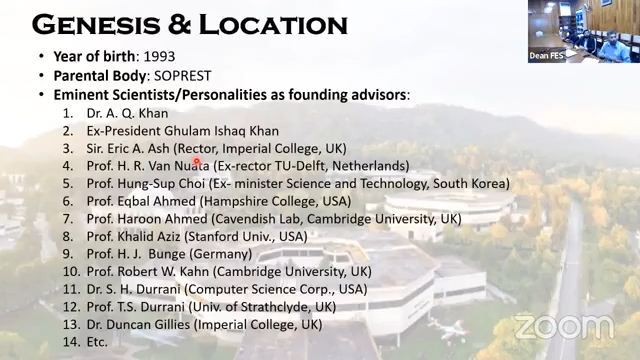 GENESIS & LOCATION
• Year of birth: 1993
• Parental Body: SOPREST
• Eminent Scientists/Personalities as founding advisors:
1. Dr. A. Q. Khan
2. Ex-President Ghulam Ishaq Khan
3. Sir. Eric A. Ash (Rector, Imperial College, UK)
4. Prof. H. R. Van Nuata (Ex-rector TU-Delft, Netherlands)
5. Prof. Hung-Sup Choi (Ex- minister Science and Technology, South Korea)
6. Prof. Eqbal Ahmed (Hampshire College, USA)
7. Prof. Haroon Ahmed (Cavendish Lab, Cambridge University, UK)
8. Prof. Khalid Aziz (Stanford Univ., USA)
9. Prof. H. J. Bunge (Germany)
10. Prof. Robert W. Kahn (Cambridge University, UK)
11. Dr. S. H. Durrani (Computer Science Corp., USA)
12. Prof. T.S. Durrani (Univ. of Strathclyde, UK)
13. Dr. Duncan Gillies (Imperial College, UK)
14. Etc.
Dean FES
zoom